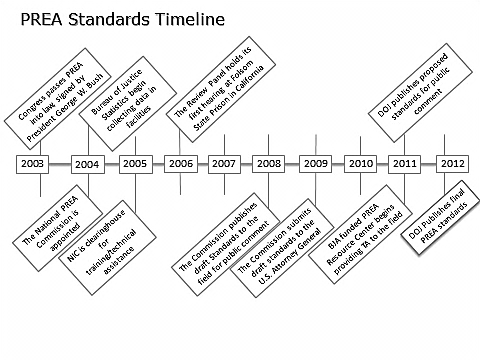 PREA Standards Timeline
Congress passes PREA
into law, signed by
President George W. Bush
Bureau of Justice
Statistics begin
collecting data in
facilities
The Review Panel holds its
first hearing at Folsom
State Prison in California
DOJ publishes proposed
standards for public
comment
2003 2004 2005 2006 2007 2008 2009 2010 2011 2012
The National PREA
Commission is
appointed
NIC is clearinghouse
for
training/technical
assistance
The Commission publishes
draft Standards to the
field for public comment
The Commission submits
draft standards to the
U.S. Attorney General
BJA-funded PREA
Resource Center begins
providing TA to the field
DOJ Publishes final
PREA standards